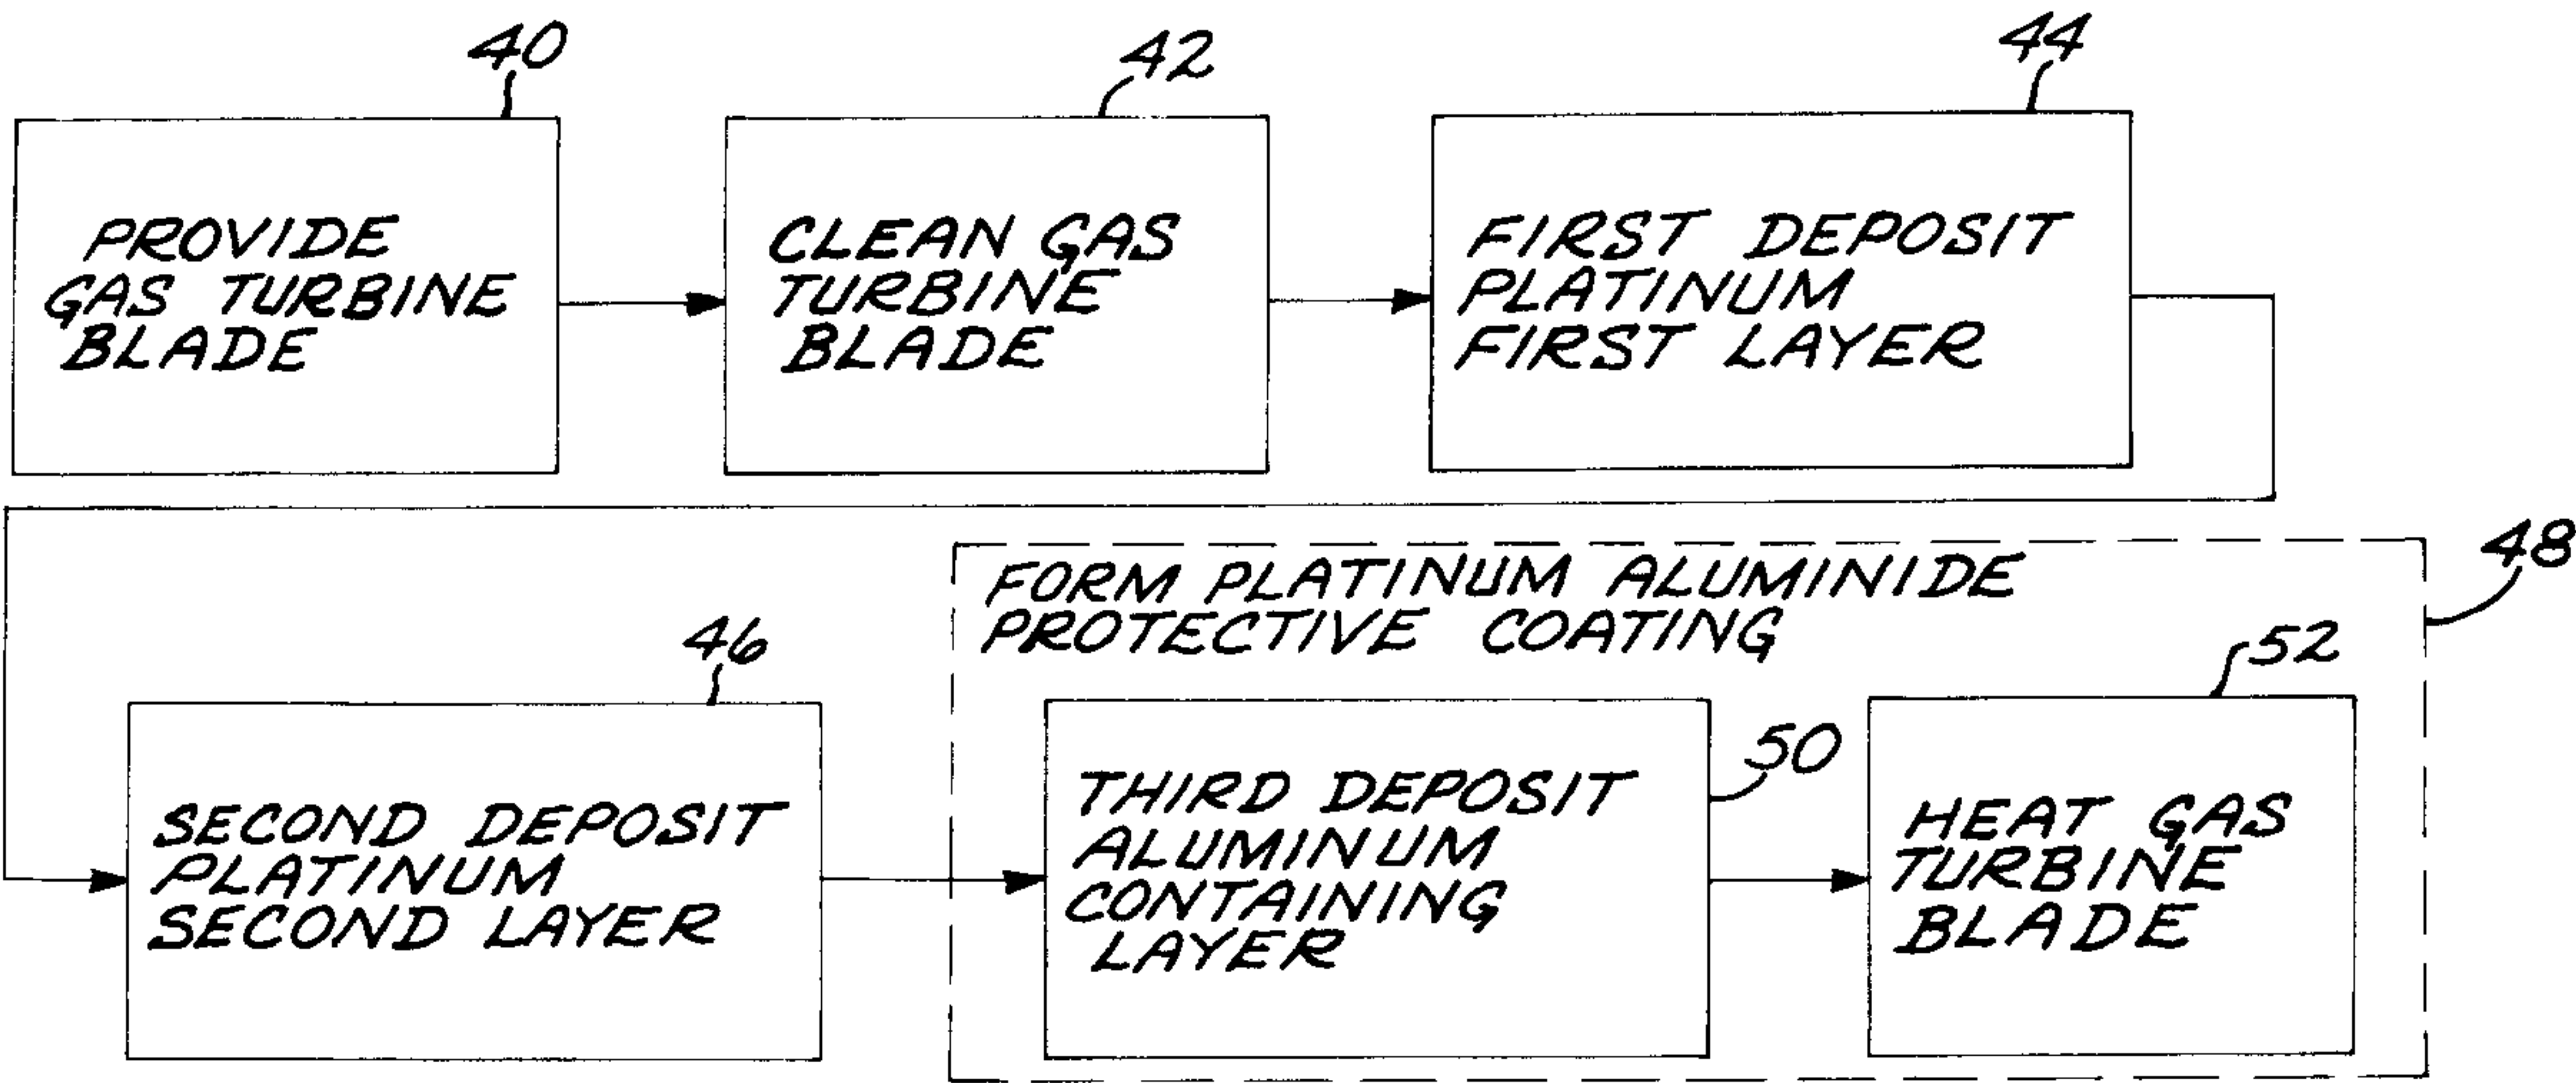 40
42
44
PROVIDE
GAS TURBINE
BLADE
CLEAN GAS
TURBINE
BLADE
FIRST DEPOSIT
PLATINUM
FIRST LAYER
48
FORM PLATINUM ALUMINIDE
PROTECTIVE COATING
46
SECOND DEPOSIT
PLATINUM
SECOND LAYER
50
THIRD DEPOSIT
ALUMINUM
CONTAINING
LAYER
52
HEAT GAS
TURBINE
BLADE